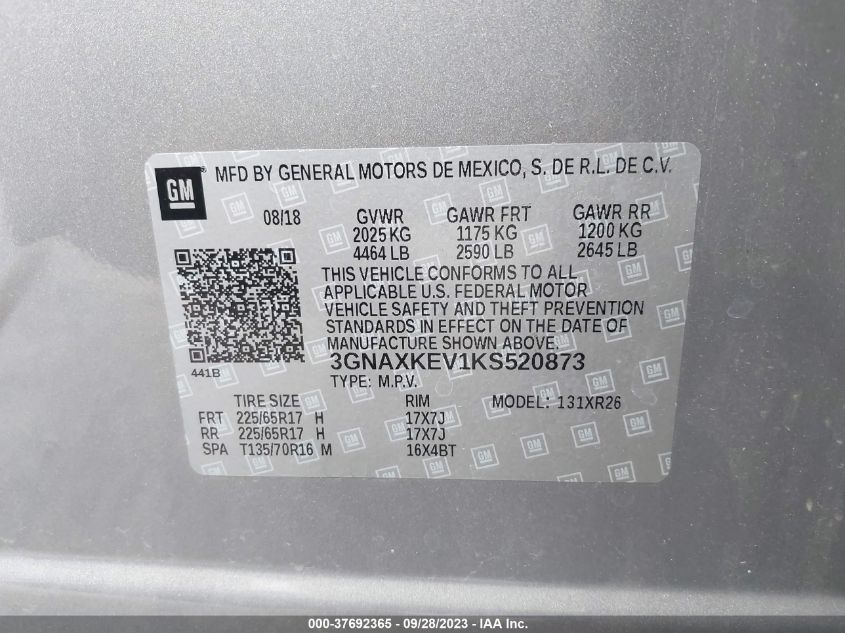 GM
MFD BY GENERAL MOTORS DE MEXICO, S. DE R.L. DE C.V.
08/18 GVWR GAWR FRT GAWR RR
2025 KG 1175 KG 1200 KG
4464 LB 2590 LB 2645 LB
THIS VEHICLE CONFORMS TO ALL
APPLICABLE U.S. FEDERAL MOTOR
VEHICLE SAFETY AND THEFT PREVENTION
STANDARDS IN EFFECT ON THE DATE OF
MANUFACTURE SHOWN ABOVE.
3GNAXKEV1KS520873
441B
TYPE: M.P.V.
TIRE SIZE RIM MODEL: 131XR26
FRT 225/65R17 H 17X7J
RR 225/65R17 H 17X7J
SPA T135/70R16 M 16X4BT
000-37692365 - 09/28/2023 - IAA Inc.